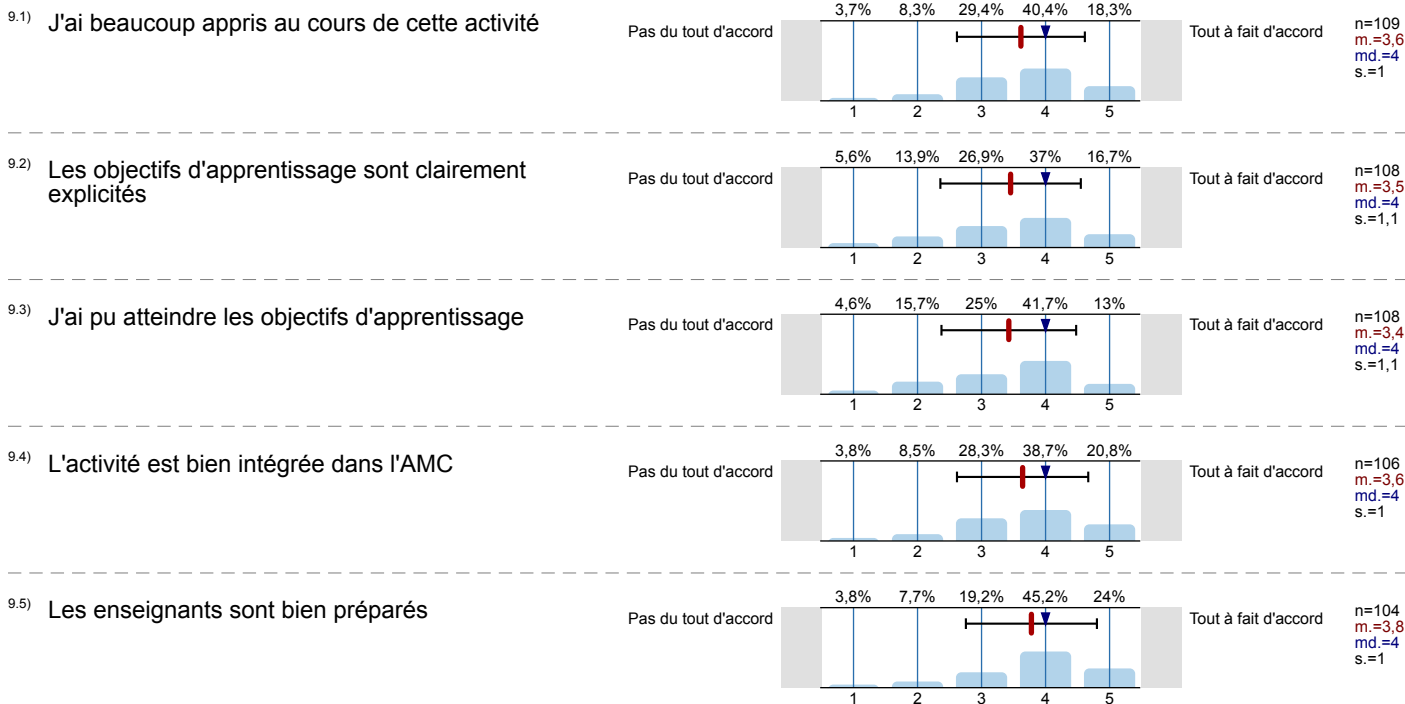 9.1) J'ai beaucoup appris au cours de cette activité
Pas du tout d'accord
3,7% 8,3% 29,4% 40,4% 18,3%
1 2 3 4 5
Tout à fait d'accord
n=109
m.=3,6
md.=4
s.=1
9.2) Les objectifs d'apprentissage sont clairement
explicités
Pas du tout d'accord
5,6% 13,9% 26,9% 37% 16,7%
1 2 3 4 5
Tout à fait d'accord
n=108
m.=3,5
md.=4
s.=1,1
9.3) J'ai pu atteindre les objectifs d'apprentissage
Pas du tout d'accord
4,6% 15,7% 25% 41,7% 13%
1 2 3 4 5
Tout à fait d'accord
n=108
m.=3,4
md.=4
s.=1,1
9.4) L'activité est bien intégrée dans l'AMC
Pas du tout d'accord
3,8% 8,5% 28,3% 38,7% 20,8%
1 2 3 4 5
Tout à fait d'accord
n=106
m.=3,6
md.=4
s.=1
9.5) Les enseignants sont bien préparés
Pas du tout d'accord
3,8% 7,7% 19,2% 45,2% 24%
1 2 3 4 5
Tout à fait d'accord
n=104
m.=3,8
md.=4
s.=1